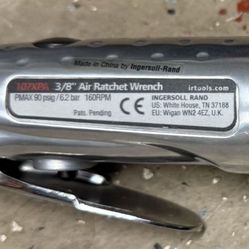 Made in China by Ingersoll-Rand
107XPA 3/8" Air Ratchet Wrench
irtools.com
PMAX 90 psig/6.2 bar 160RPM
Pats. Pending
CE
INGERSOLL RAND
US: White House, TN 37188
EU: Wigan WN2 4EZ, U.K.